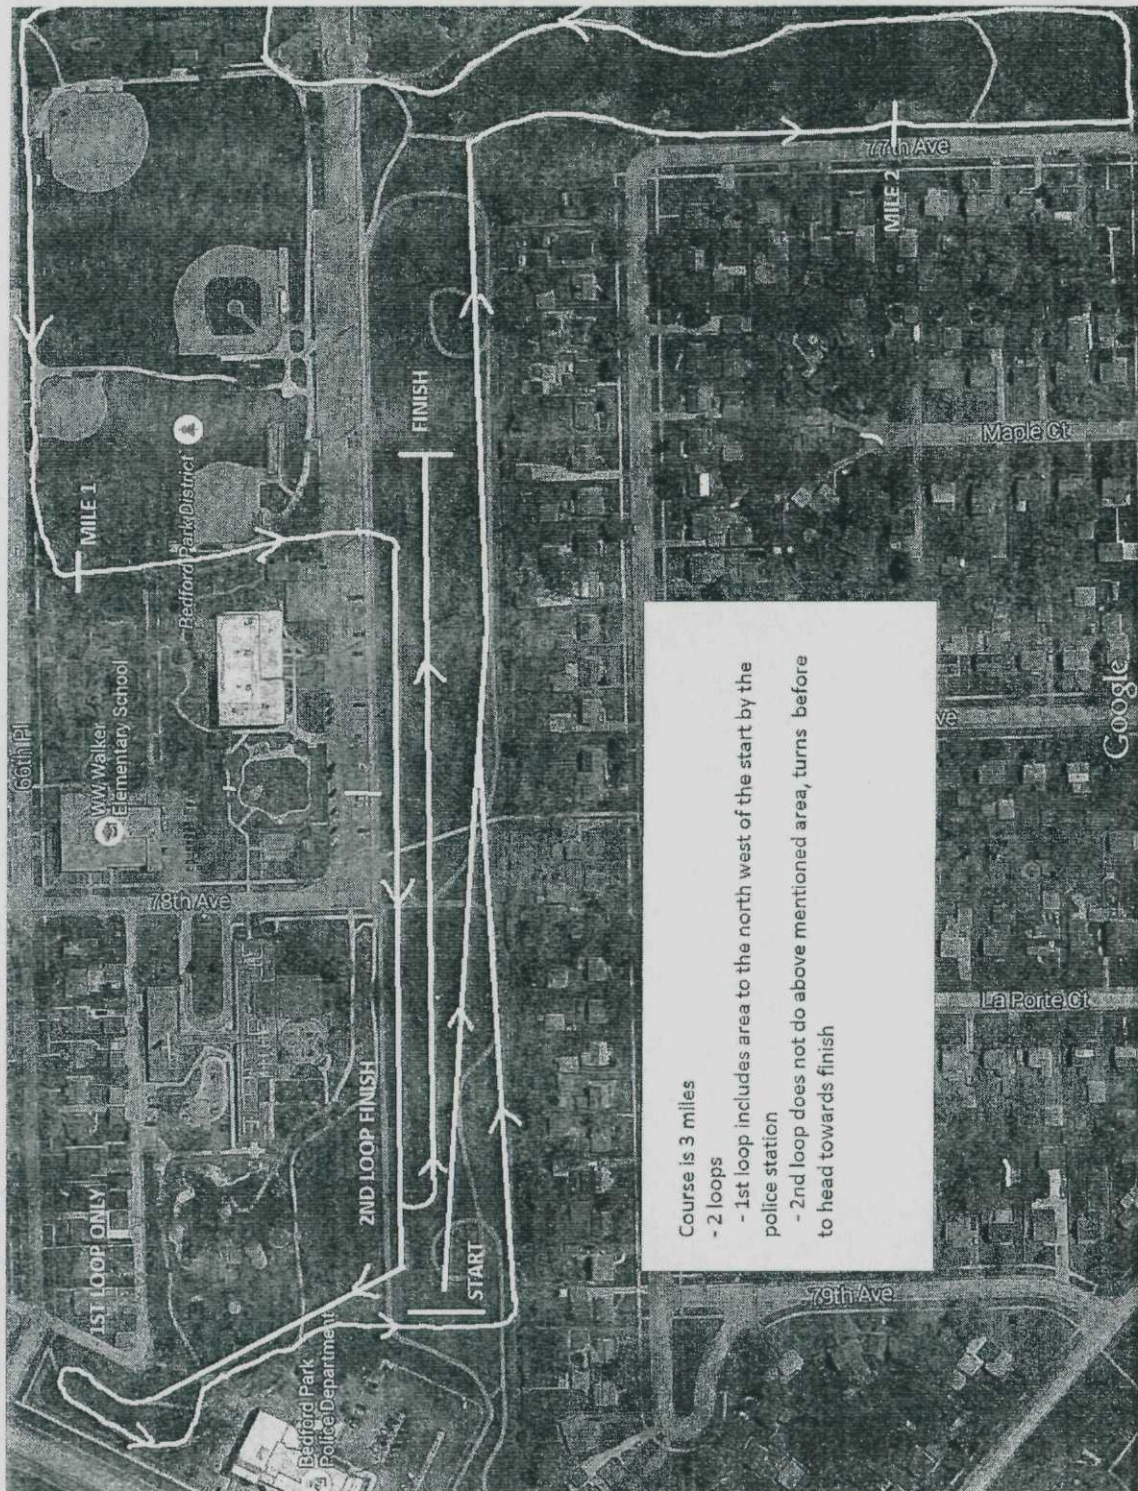 66th Pl
1ST LOOP ONLY
W.W.Walker
Elementary School
MILE 1
78th Ave
Bedford Park District
Bedford Park
Police Department
2ND LOOP FINISH
FINISH
START
Course is 3 miles
- 2 loops
- 1st loop includes area to the north west of the start by the
police station
- 2nd loop does not do above mentioned area, turns before
to head towards finish
79th Ave
La Porte Ct
Maple Ct
77th Ave
MILE 2
Google